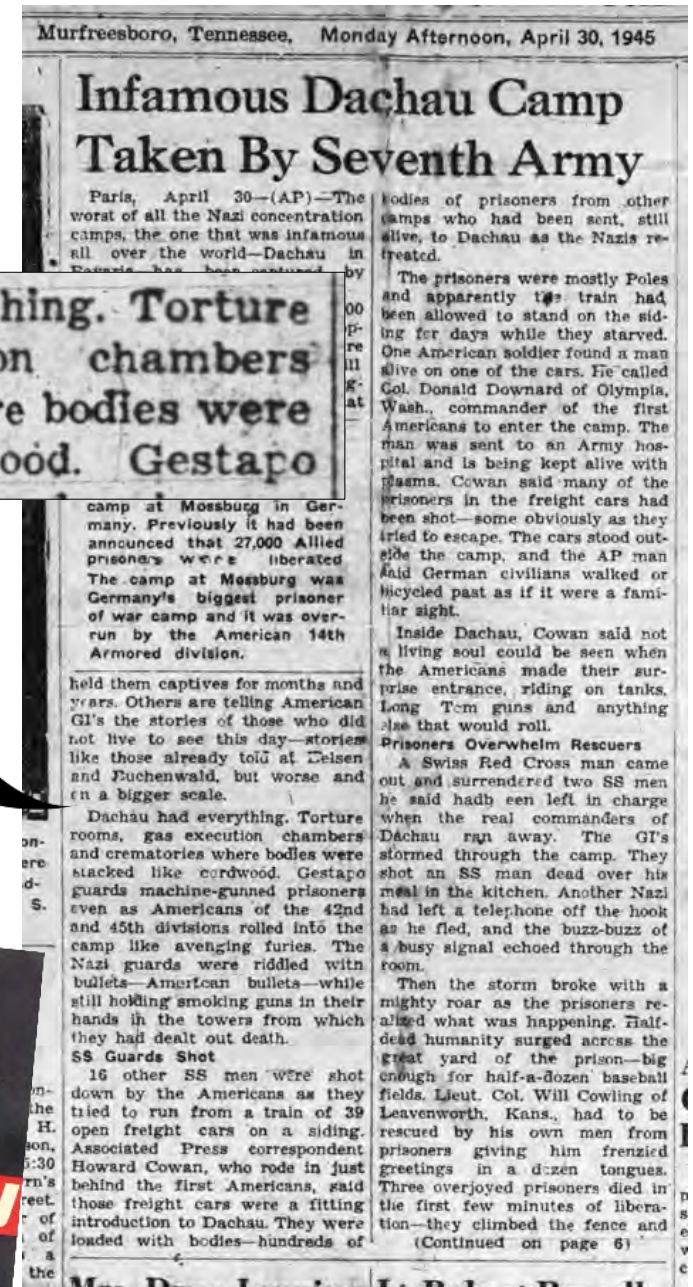 Murfreesboro, Tennessee, Monday Afternoon, April 30, 1945
Infamous Dachau Camp
Taken By Seventh Army
Paris, April 30—(AP)—The
worst of all the Nazi concentration
camps, the one that was infamous
all over the world—Dachau in
by
hing. Torture
on chambers
re bodies were
ood. Gestapo
camp at Mossburg in Ger-
many. Previously it had been
announced that 27,000 Allied
prisoners were liberated
The camp at Mossburg was
Germany's biggest prisoner
of war camp and it was over-
run by the American 14th
Armored division.
held them captives for months and
years. Others are telling American
GI's the stories of those who did
not live to see this day—stories
like those already told at Belsen
and Buchenwald, but worse and
on a bigger scale.
Dachau had everything. Torture
rooms, gas execution chambers
and crematories where bodies were
stacked like cordwood. Gestapo
guards machine-gunned prisoners
even as Americans of the 42nd
and 45th divisions rolled into the
camp like avenging furies. The
Nazi guards were riddled with
bullets—American bullets—while
still holding smoking guns in their
hands in the towers from which
they had dealt out death.
SS Guards Shot
16 other SS men were shot
down by the Americans as they
tried to run from a train of 39
open freight cars on a siding.
Associated Press correspondent
Howard Cowan, who rode in just
behind the first Americans, said
those freight cars were a fitting
introduction to Dachau. They were
loaded with bodies—hundreds of
bodies of prisoners from other
camps who had been sent, still
alive, to Dachau as the Nazis re-
treated.
The prisoners were mostly Poles
and apparently the train had
been allowed to stand on the sid-
ing for days while they starved.
One American soldier found a man
alive on one of the cars. He called
Col. Donald Downard of Olympia,
Wash., commander of the first
Americans to enter the camp. The
man was sent to an Army hos-
pital and is being kept alive with
plasma. Cowan said many of the
prisoners in the freight cars had
been shot—some obviously as they
tried to escape. The cars stood out-
side the camp, and the AP man
said German civilians walked or
bicycled past as if it were a fami-
liar sight.
Inside Dachau, Cowan said not
a living soul could be seen when
the Americans made their sur-
prise entrance, riding on tanks,
Long Tom guns and anything
else that would roll.
Prisoners Overwhelm Rescuers
A Swiss Red Cross man came
out and surrendered two SS men
he said hadb een left in charge
when the real commanders of
Dachau ran away. The GI's
stormed through the camp. They
shot an SS man dead over his
meal in the kitchen. Another Nazi
had left a telephone off the hook
as he fled, and the buzz-buzz of
a busy signal echoed through the
room.
Then the storm broke with a
mighty roar as the prisoners re-
alized what was happening. Half-
dead humanity surged across the
great yard of the prison—big
enough for half-a-dozen baseball
fields. Lieut. Col. Will Cowling of
Leavenworth, Kans., had to be
rescued by his own men from
prisoners giving him frenzied
greetings in a dozen tongues.
Three overjoyed prisoners died in
the first few minutes of libera-
tion—they climbed the fence and
(Continued on page 6)